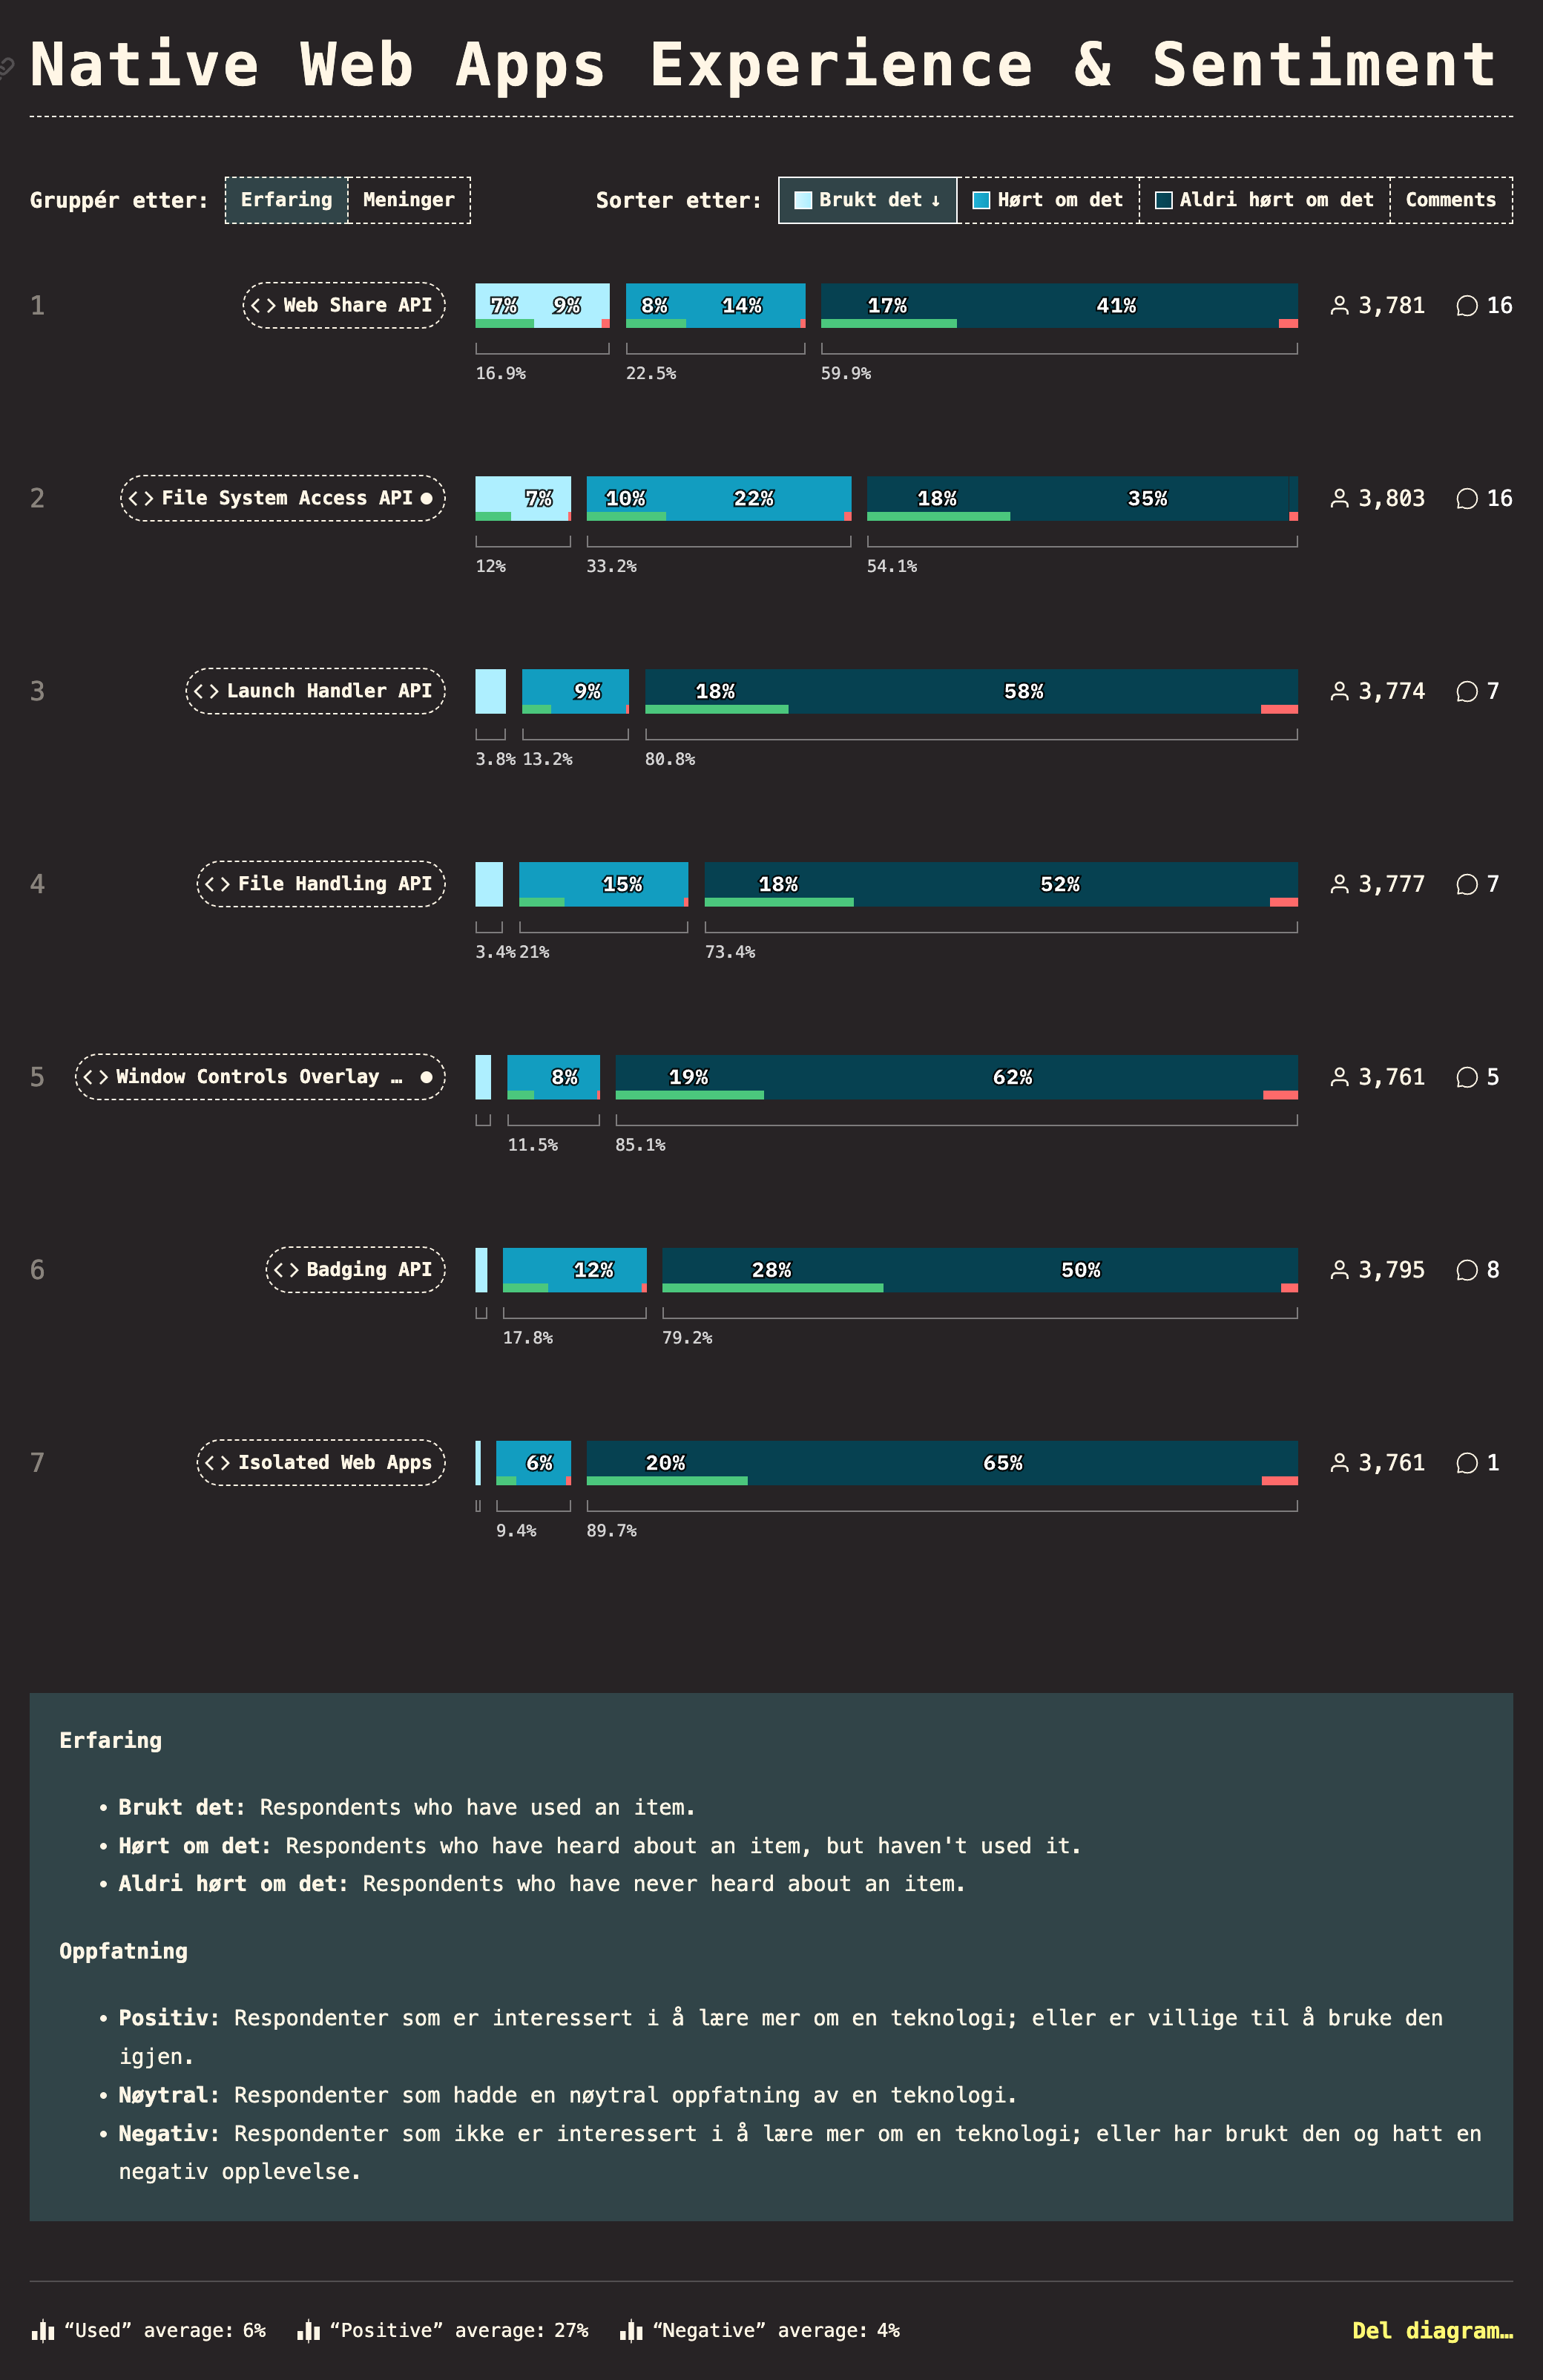 Native Web Apps Experience & Sentiment
Gruppér etter: Erfaring Meninger Sorter etter: Brukt det ↓ Hørt om det Aldri hørt om det Comments
1 <> Web Share API 7% 9% 8% 14% 17% 41% 3,781 16
16.9% 22.5% 59.9%
2 <> File System Access API 7% 10% 22% 18% 35% 3,803 16
12% 33.2% 54.1%
3 <> Launch Handler API 9% 18% 58% 3,774 7
3.8% 13.2% 80.8%
4 <> File Handling API 15% 18% 52% 3,777 7
3.4% 21% 73.4%
5 <> Window Controls Overlay … 8% 19% 62% 3,761 5
11.5% 85.1%
6 <> Badging API 12% 28% 50% 3,795 8
17.8% 79.2%
7 <> Isolated Web Apps 6% 20% 65% 3,761 1
9.4% 89.7%
Erfaring
• Brukt det: Respondents who have used an item.
• Hørt om det: Respondents who have heard about an item, but haven't used it.
• Aldri hørt om det: Respondents who have never heard about an item.
Oppfatning
• Positiv: Respondenter som er interessert i å lære mer om en teknologi; eller er villige til å bruke den
igjen.
• Nøytral: Respondenter som hadde en nøytral oppfatning av en teknologi.
• Negativ: Respondenter som ikke er interessert i å lære mer om en teknologi; eller har brukt den og hatt en
negativ opplevelse.
“Used” average: 6% “Positive” average: 27% “Negative” average: 4% Del diagram…